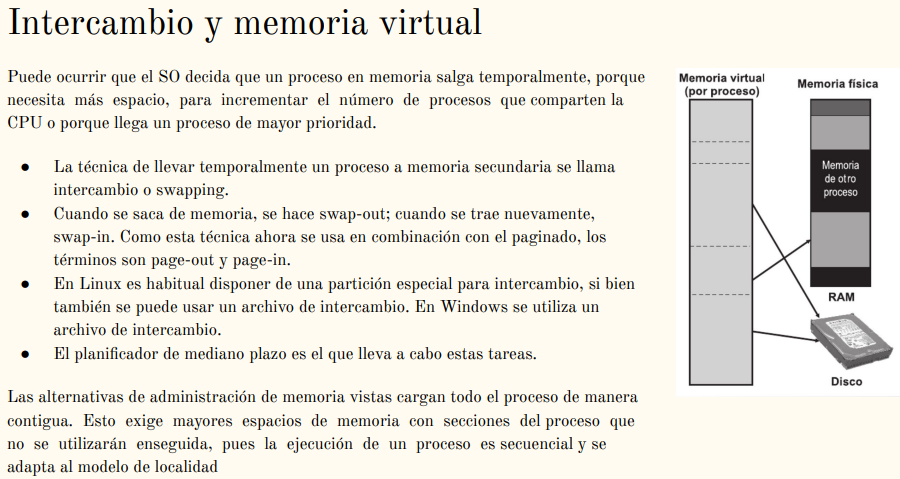 Intercambio y memoria virtual
Puede ocurrir que el SO decida que un proceso en memoria salga temporalmente, porque
necesita más espacio, para incrementar el número de procesos que comparten la
CPU o porque llega un proceso de mayor prioridad.
● La técnica de llevar temporalmente un proceso a memoria secundaria se llama
intercambio o swapping.
● Cuando se saca de memoria, se hace swap-out; cuando se trae nuevamente,
swap-in. Como esta técnica ahora se usa en combinación con el paginado, los
términos son page-out y page-in.
● En Linux es habitual disponer de una partición especial para intercambio, si bien
también se puede usar un archivo de intercambio. En Windows se utiliza un
archivo de intercambio.
● El planificador de mediano plazo es el que lleva a cabo estas tareas.
Las alternativas de administración de memoria vistas cargan todo el proceso de manera
contigua. Esto exige mayores espacios de memoria con secciones del proceso que
no se utilizarán enseguida, pues la ejecución de un proceso es secuencial y se
adapta al modelo de localidad
Memoria virtual
(por proceso)
Memoria física
Memoria
de otro
proceso
RAM
Disco